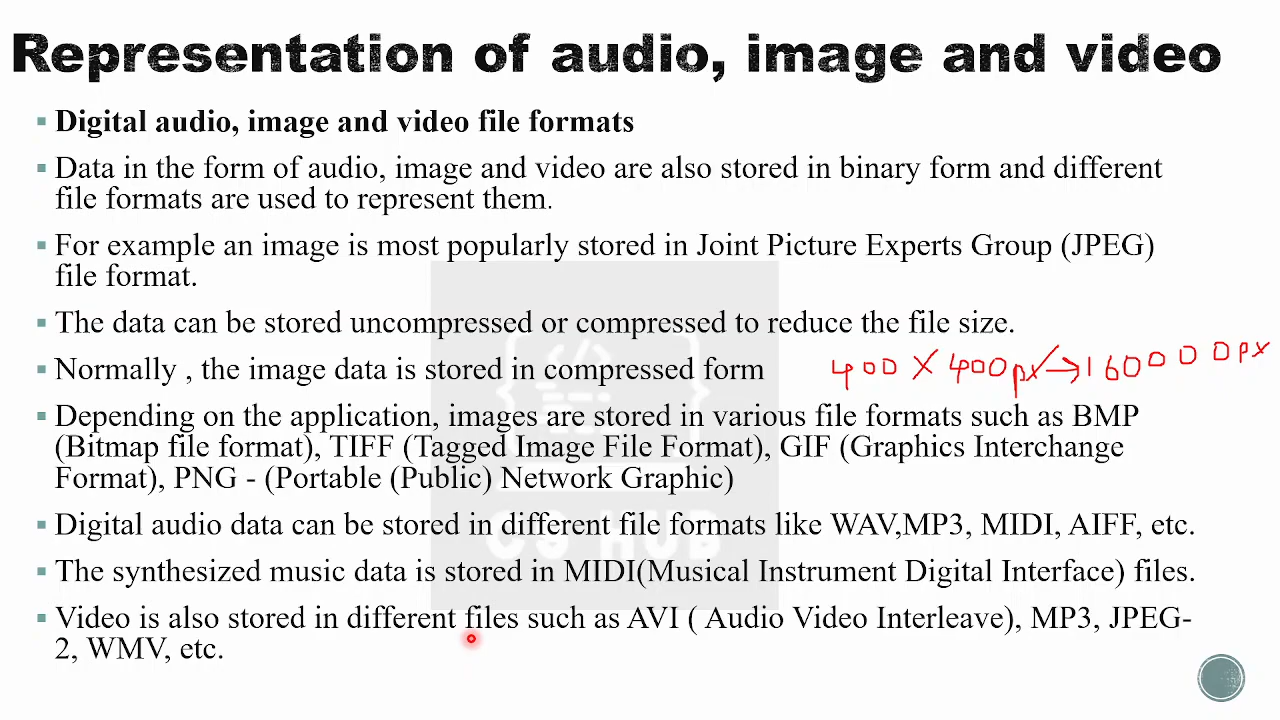 Representation of audio, image and video
Digital audio, image and video file formats
Data in the form of audio, image and video are also stored in binary form and different
file formats are used to represent them.
For example an image is most popularly stored in Joint Picture Experts Group (JPEG)
file format.
The data can be stored uncompressed or compressed to reduce the file size.
Normally , the image data is stored in compressed form
400 X 400px → 160000px
Depending on the application, images are stored in various file formats such as BMP
(Bitmap file format), TIFF (Tagged Image File Format), GIF (Graphics Interchange
Format), PNG - (Portable (Public) Network Graphic)
Digital audio data can be stored in different file formats like WAV,MP3, MIDI, AIFF, etc.
CS HUB
The synthesized music data is stored in MIDI(Musical Instrument Digital Interface) files.
Video is also stored in different files such as AVI ( Audio Video Interleave), MP3, JPEG-
2, WMV, etc.